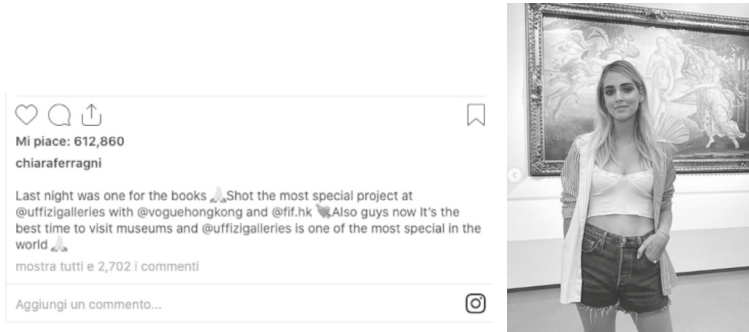 Mi piace: 612,860
chiaraferragni
Last night was one for the books 🙏Shot the most special project at
@uffizigalleries with @voguehongkong and @fif.hk 💘Also guys now It's the
best time to visit museums and @uffizigalleries is one of the most special in the
world 🙏
mostra tutti e 2,702 i commenti
Aggiungi un commento...